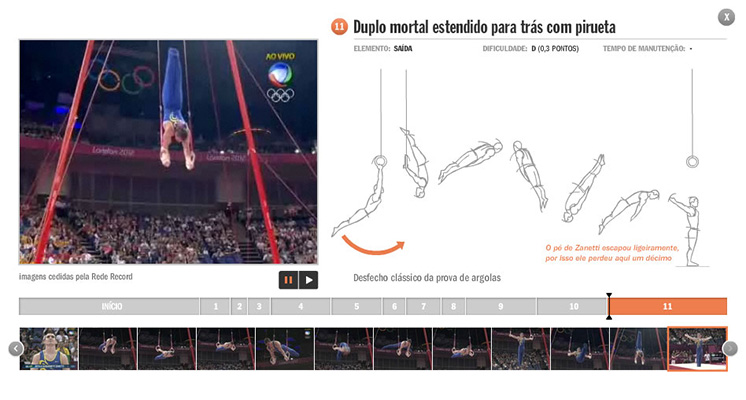 X
11 Duplo mortal estendido para trás com pirueta
ELEMENTO: SAÍDA DIFICULDADE: D (0,3 PONTOS) TEMPO DE MANUTENÇÃO: -
AO VIVO
London 2012
O pé de Zanetti escapou ligeiramente,
por isso ele perdeu aqui um décimo
imagens cedidas pela Rede Record
Desfecho clássico da prova de argolas
INÍCIO 1 2 3 4 5 6 7 8 9 10 11